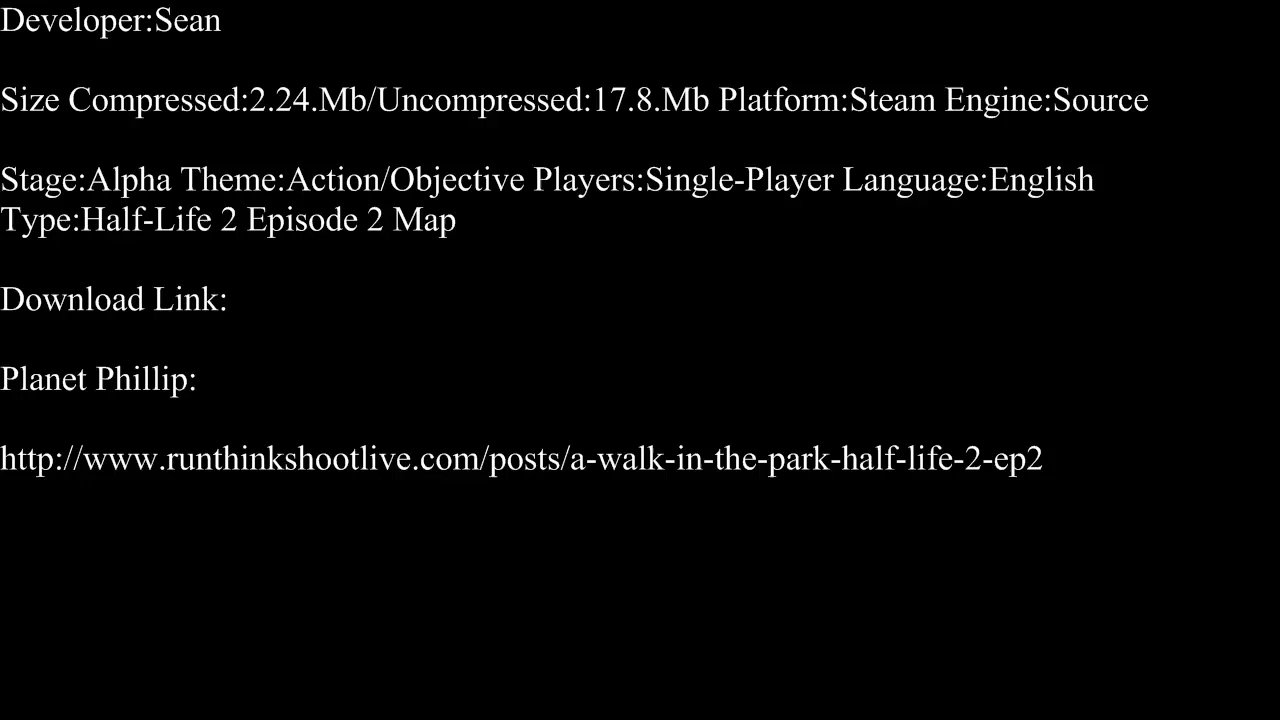 Developer:Sean
Size Compressed:2.24.Mb/Uncompressed:17.8.Mb Platform:Steam Engine:Source
Stage:Alpha Theme:Action/Objective Players:Single-Player Language:English
Type:Half-Life 2 Episode 2 Map
Download Link:
Planet Phillip:
http://www.runthinkshootlive.com/posts/a-walk-in-the-park-half-life-2-ep2